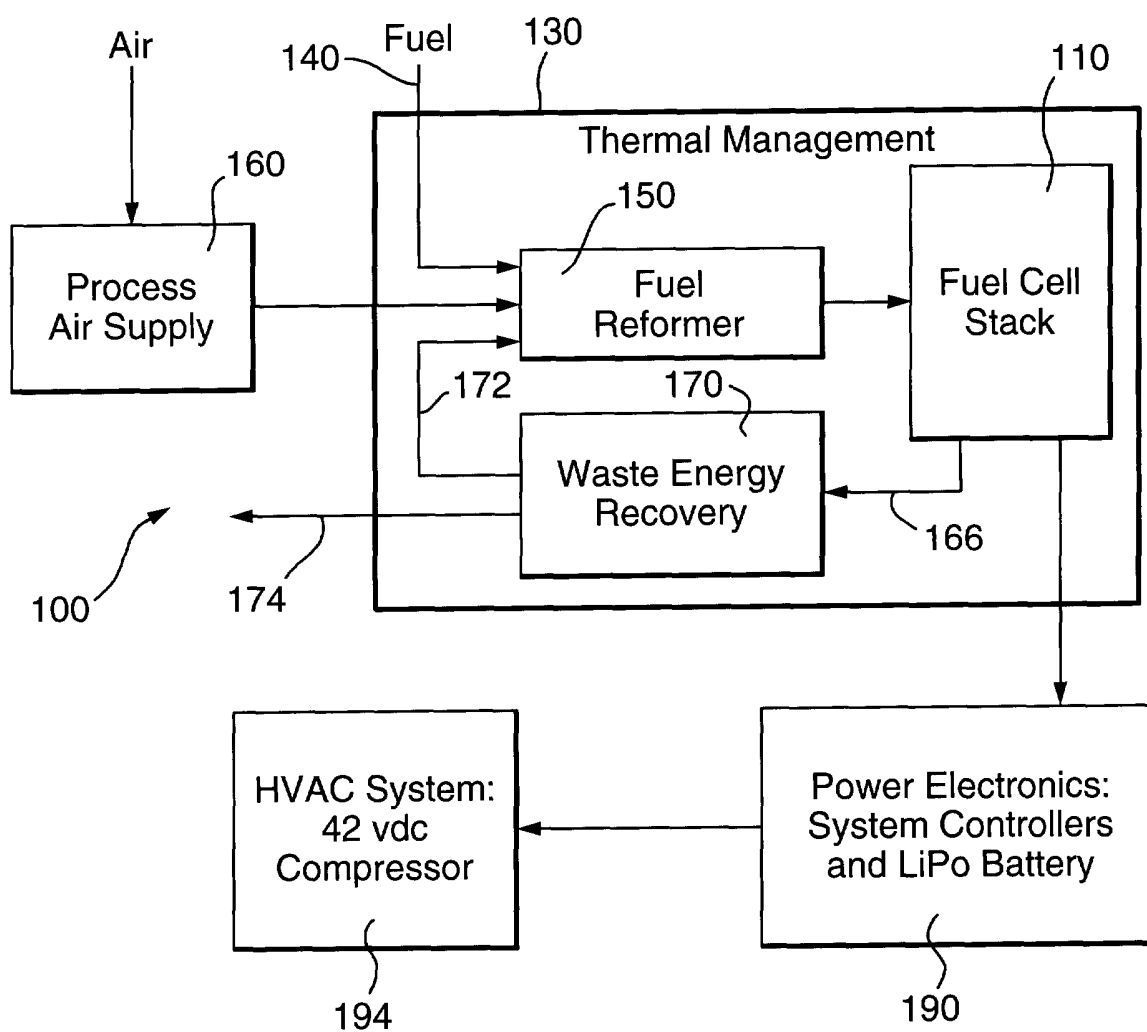 Air
Fuel
140
130
110
Thermal Management
160
150
Process
Air Supply
Fuel
Reformer
Fuel Cell
Stack
172
170
Waste Energy
Recovery
166
100
174
HVAC System:
42 vdc
Compressor
Power Electronics:
System Controllers
and LiPo Battery
194
190